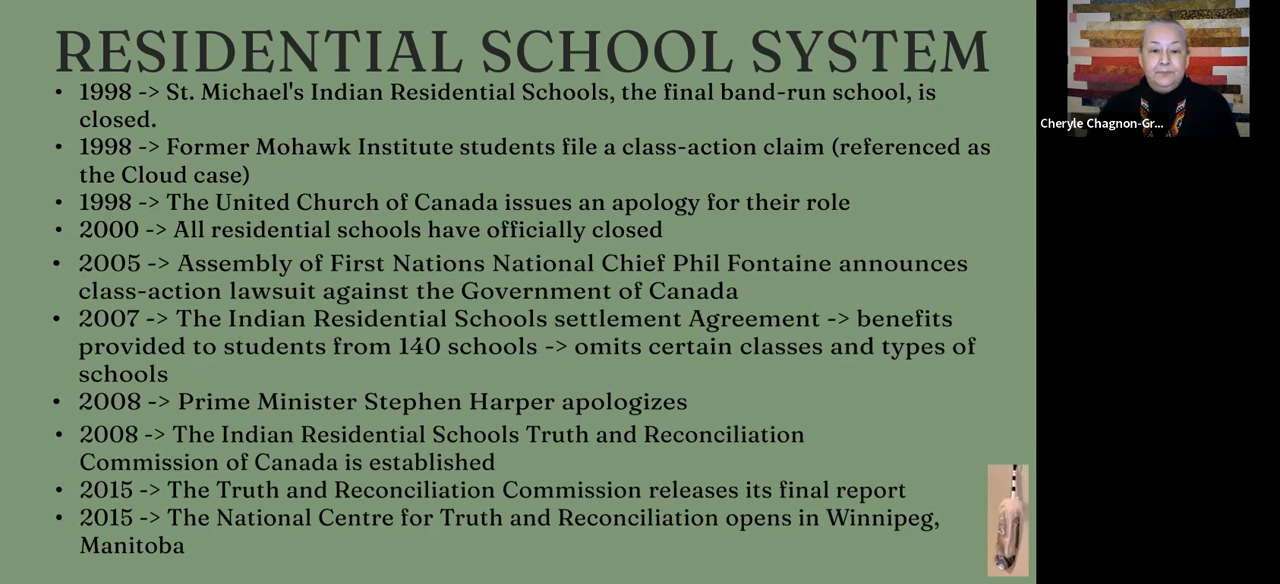 RESIDENTIAL SCHOOL SYSTEM
• 1998 -> St. Michael's Indian Residential Schools, the final band-run school, is
closed.
• 1998 -> Former Mohawk Institute students file a class-action claim (referenced as
the Cloud case)
• 1998 -> The United Church of Canada issues an apology for their role
• 2000 -> All residential schools have officially closed
• 2005 -> Assembly of First Nations National Chief Phil Fontaine announces
class-action lawsuit against the Government of Canada
• 2007 -> The Indian Residential Schools settlement Agreement -> benefits
provided to students from 140 schools -> omits certain classes and types of
schools
• 2008 -> Prime Minister Stephen Harper apologizes
• 2008 -> The Indian Residential Schools Truth and Reconciliation
Commission of Canada is established
• 2015 -> The Truth and Reconciliation Commission releases its final report
• 2015 -> The National Centre for Truth and Reconciliation opens in Winnipeg,
Manitoba
Cheryle Chagnon-Gr...